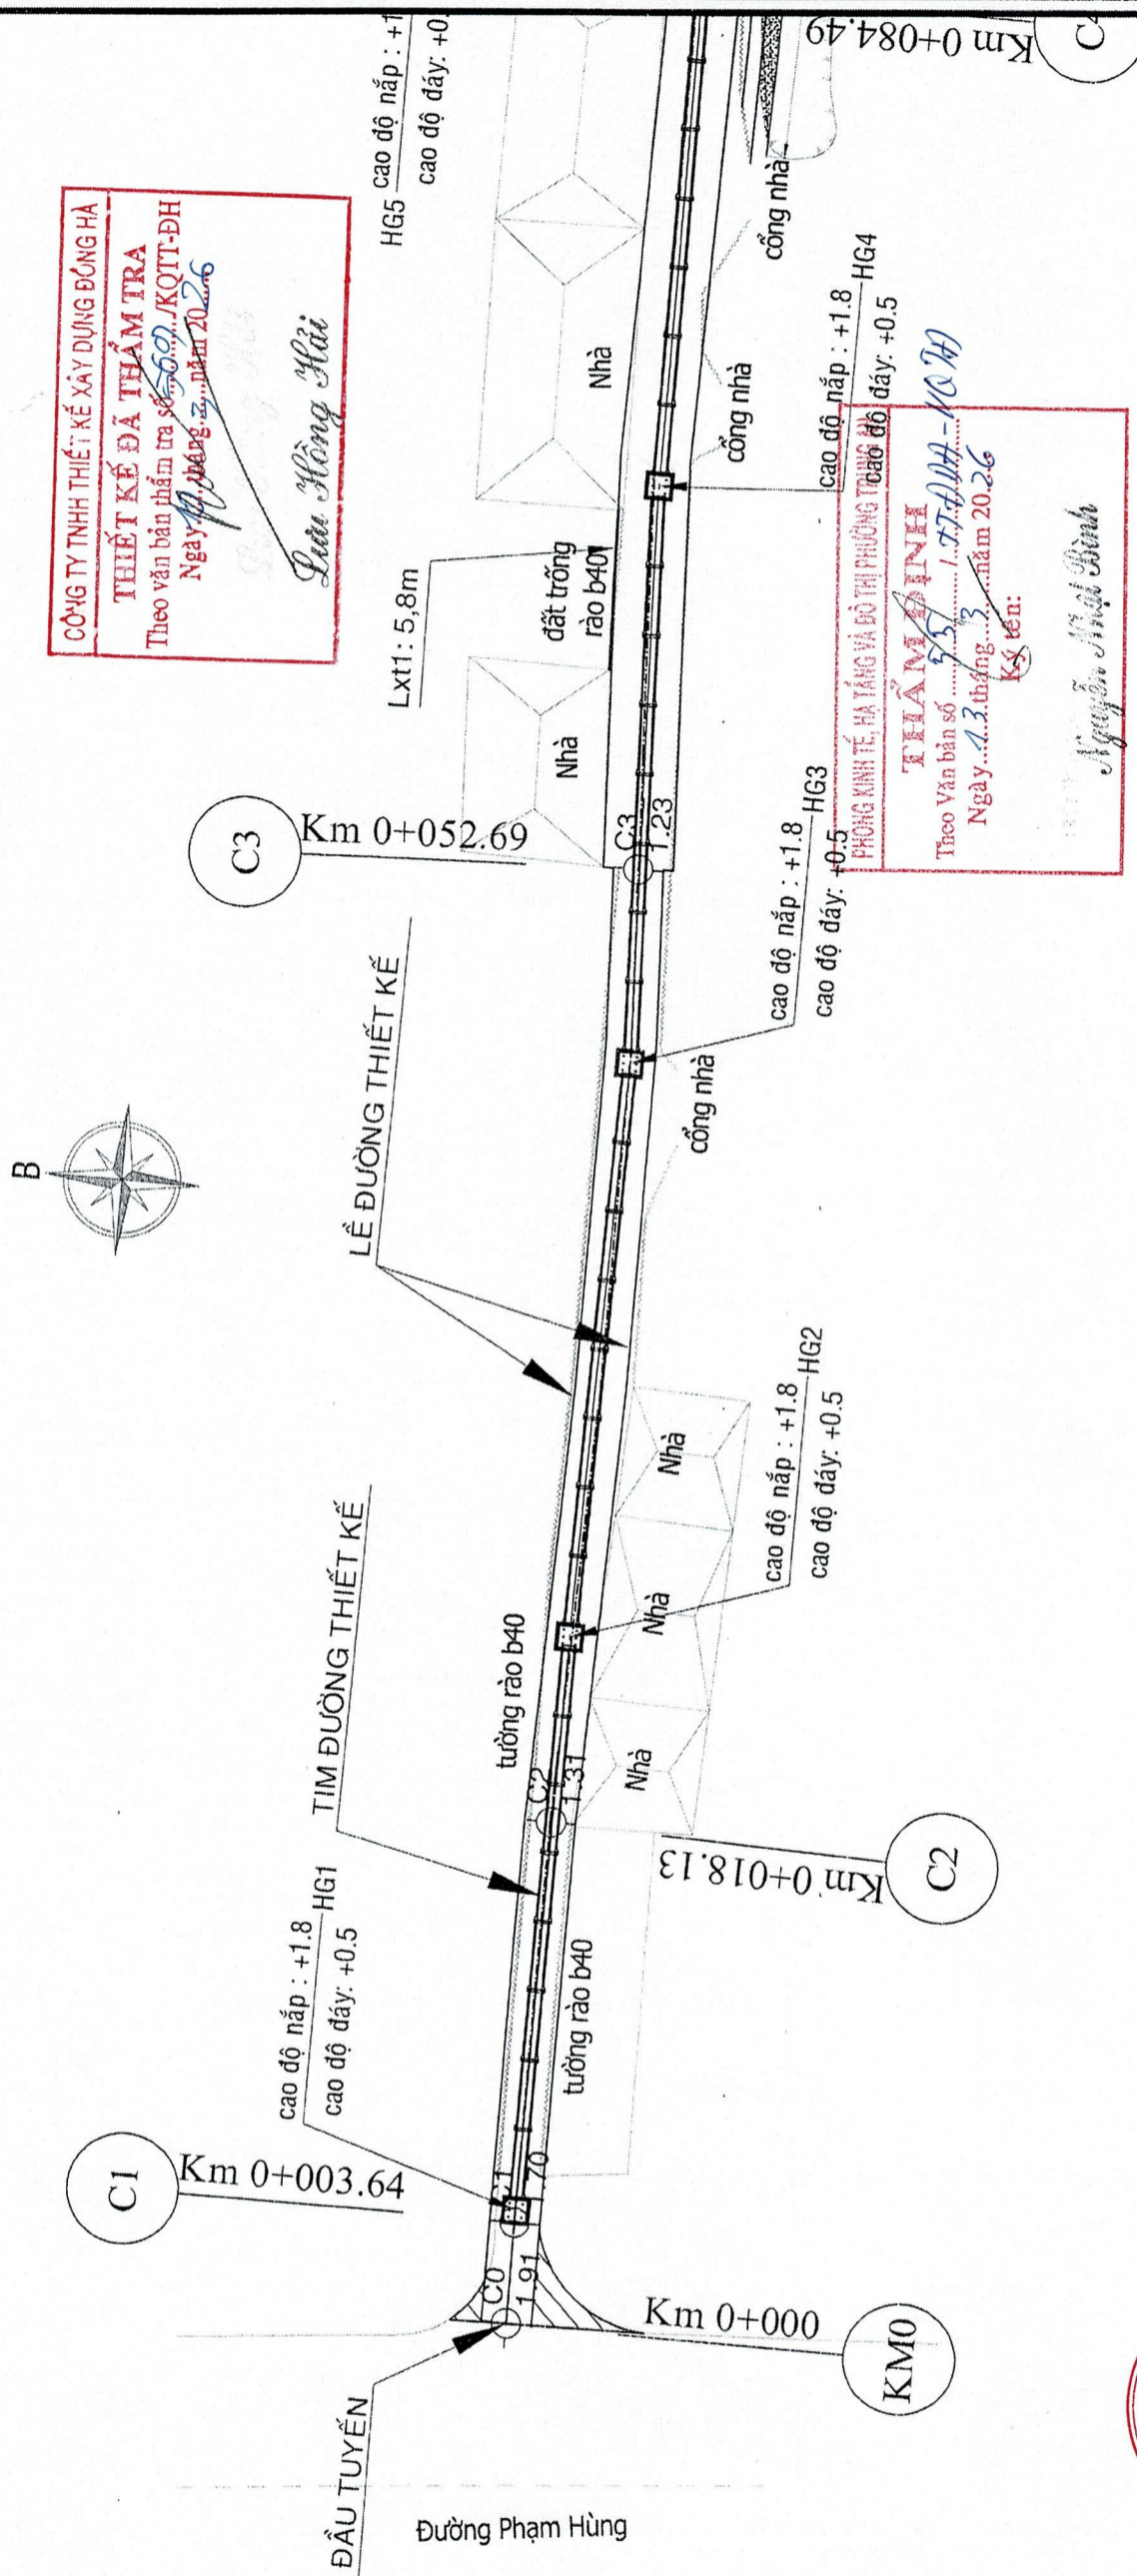 CÔNG TY TNHH THIẾT KẾ XÂY DỰNG ĐÔNG HÀ
THIẾT KẾ ĐÃ THẨM TRA
Theo văn bản thẩm tra số /KQTT-ĐH
Ngày tháng 3 năm 2026
Lưu Hồng Hải
HG5
cao độ nắp : +1
cao độ đáy: +0.
Km 0+084.49
Nhà
cổng nhà
cổng nhà
cao độ nắp : +1.8
HG4
cao độ đáy: +0.5
Lxt1: 5,8m
đất trống
rào b40
Nhà
PHÒNG KINH TẾ, HẠ TẦNG VÀ ĐÔ THỊ PHƯỜNG
THẨM ĐỊNH
Theo Văn bản số
Ngày 13 tháng 3 năm 2026
Ký tên:
Nguyễn Nhật Bình
C3
Km 0+052.69
C3
1.23
cao độ nắp : +1.8
HG3
cao độ đáy: +0.5
B
LỀ ĐƯỜNG THIẾT KẾ
cổng nhà
cao độ nắp : +1.8
HG2
cao độ đáy: +0.5
TIM ĐƯỜNG THIẾT KẾ
tường rào b40
Nhà
Nhà
Nhà
C2
1.31
Km 0+018.13
C2
cao độ nắp : +1.8
HG1
cao độ đáy: +0.5
tường rào b40
C1
Km 0+003.64
C1
.70
C0
1.91
Km 0+000
KM0
ĐẦU TUYẾN
Đường Phạm Hùng